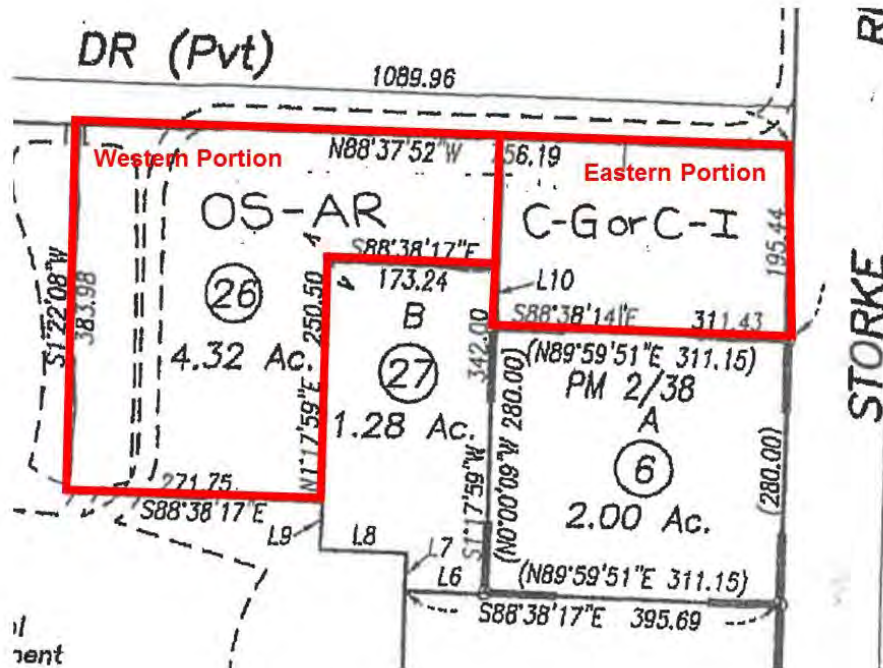 DR (Pvt)
1089.96
Western Portion
N88°37'52"W 756.19
Eastern Portion
OS-AR
C-G or C-I
195.44
S88°38'17"E
173.24
L10
S1°22'08"W
383.98
26
4.32 Ac.
N1°17'59"E 250.50
B
27
1.28 Ac.
342.00
S1°17'59"W
S88°38'14"E 311.43
(N89°59'51"E 311.15)
PM 2/38
A
6
2.00 Ac.
(N0°00'09"W 280.00)
(280.00)
STORKE
271.75
S88°38'17"E
L9
L8
L7
L6
(N89°59'51"E 311.15)
S88°38'17"E 395.69